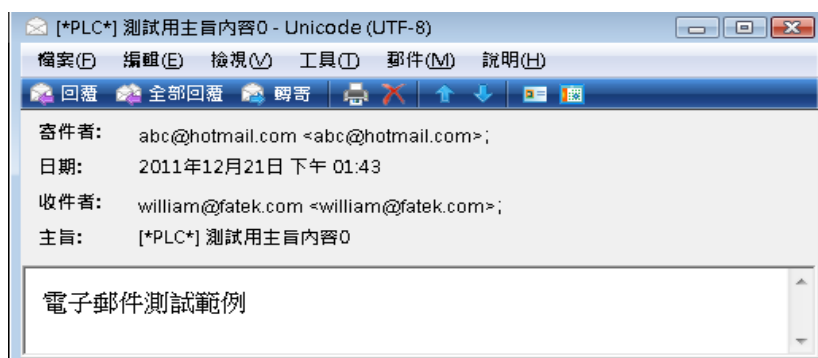 [*PLC*] 測試用主旨內容0 - Unicode (UTF-8)
檔案(F) 編輯(E) 檢視(V) 工具(T) 郵件(M) 說明(H)
回覆 全部回覆 轉寄
寄件者: abc@hotmail.com <abc@hotmail.com>;
日期: 2011年12月21日 下午 01:43
收件者: william@fatek.com <william@fatek.com>;
主旨: [*PLC*] 測試用主旨內容0
電子郵件測試範例